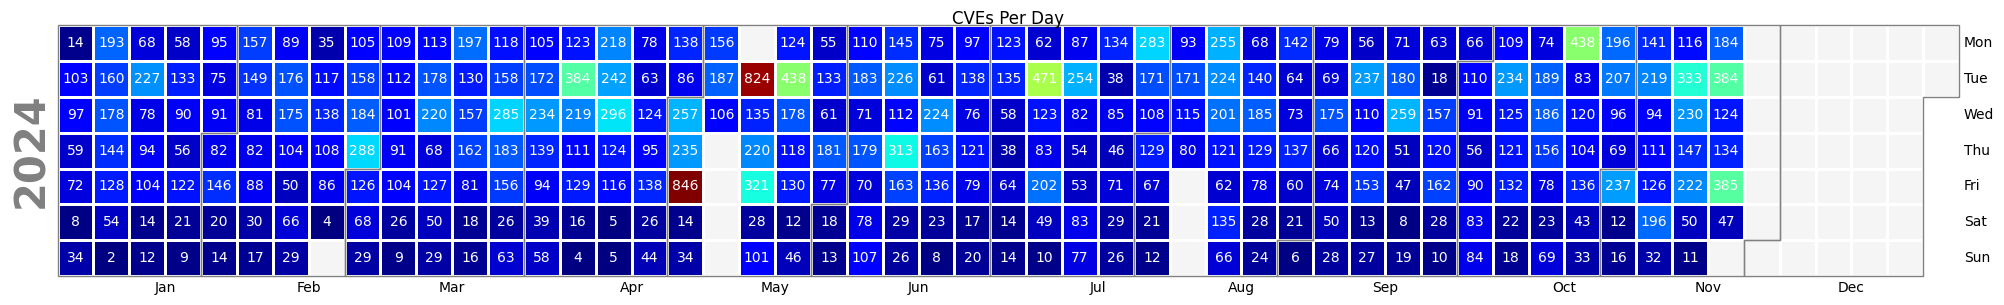 CVEs Per Day
14 193 68 58 95 157 89 35 105 109 113 197 118 105 123 218 78 138 156 124 55 110 145 75 97 123 62 87 134 283 93 255 68 142 79 56 71 63 66 109 74 438 196 141 116 184 Mon
103 160 227 133 75 149 176 117 158 112 178 130 158 172 384 242 63 86 187 824 438 133 183 226 61 138 135 471 254 38 171 171 224 140 64 69 237 180 18 110 234 189 83 207 219 333 384 Tue
97 178 78 90 91 81 175 138 184 101 220 157 285 234 219 296 124 257 106 135 178 61 71 112 224 76 58 123 82 85 108 115 201 185 73 175 110 259 157 91 125 186 120 96 94 230 124 Wed
59 144 94 56 82 82 104 108 288 91 68 162 183 139 111 124 95 235 220 118 181 179 313 163 121 38 83 54 46 129 80 121 129 137 66 120 51 120 56 121 156 104 69 111 147 134 Thu
72 128 104 122 146 88 50 86 126 104 127 81 156 94 129 116 138 846 321 130 77 70 163 136 79 64 202 53 71 67 62 78 60 74 153 47 162 90 132 78 136 237 126 222 385 Fri
8 54 14 21 20 30 66 4 68 26 50 18 26 39 16 5 26 14 28 12 18 78 29 23 17 14 49 83 29 21 135 28 21 50 13 8 28 83 22 23 43 12 196 50 47 Sat
34 2 12 9 14 17 29 29 9 29 16 63 58 4 5 44 34 101 46 13 107 26 8 20 14 10 77 26 12 66 24 6 28 27 19 10 84 18 69 33 16 32 11 Sun
2024
Jan Feb Mar Apr May Jun Jul Aug Sep Oct Nov Dec